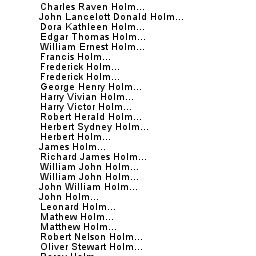 Charles Raven Holm...
John Lancelott Donald Holm...
Dora Kathleen Holm...
Edgar Thomas Holm...
William Ernest Holm...
Francis Holm...
Frederick Holm...
Frederick Holm...
George Henry Holm...
Harry Vivian Holm...
Harry Victor Holm...
Robert Herald Holm...
Herbert Sydney Holm...
Herbert Holm...
James Holm...
Richard James Holm...
William John Holm...
William John Holm...
John William Holm...
John Holm...
Leonard Holm...
Mathew Holm...
Matthew Holm...
Robert Nelson Holm...
Oliver Stewart Holm...